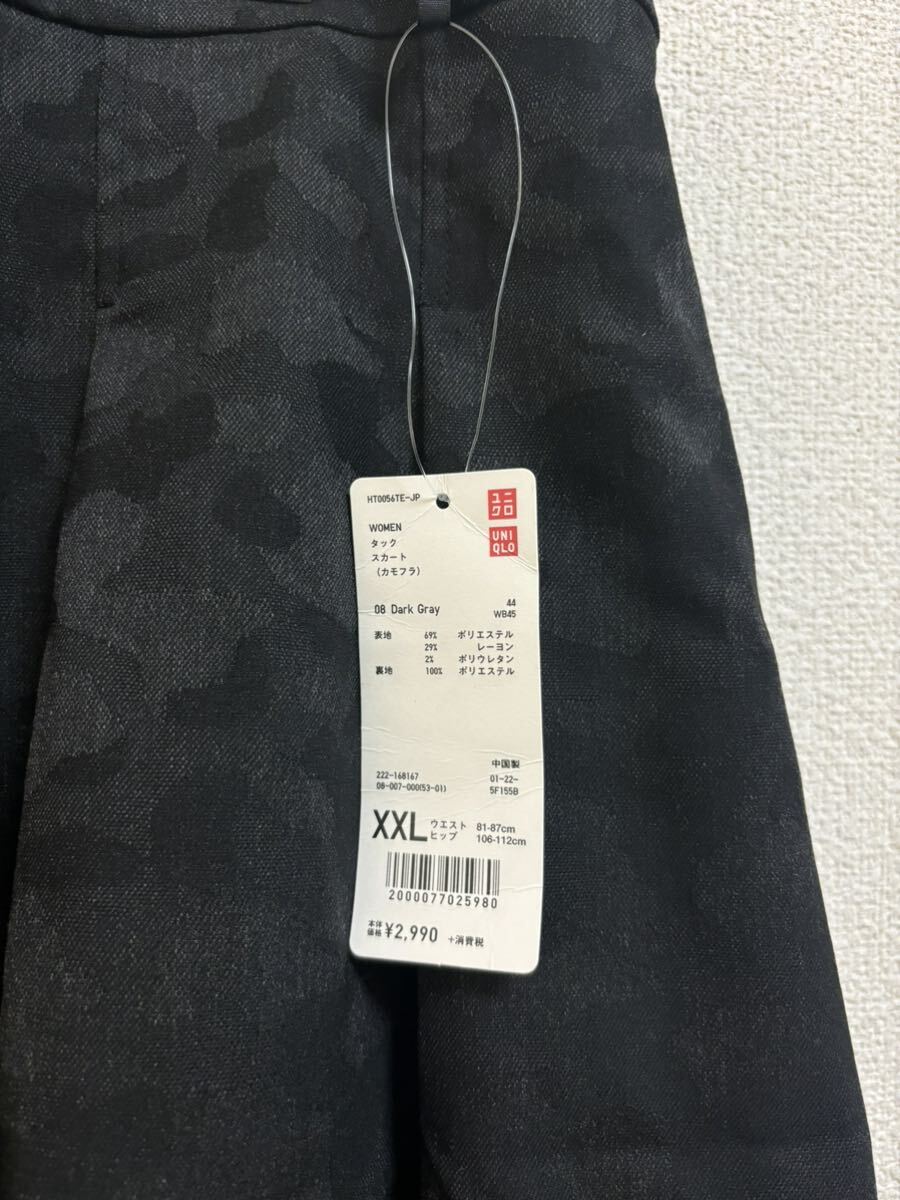 HT0056TE-JP
ユニ
クロ
UNI
QLO
WOMEN
タック
スカート
(カモフラ)
08 Dark Gray
44
WB45
表地 69% ポリエステル
29% レーヨン
2% ポリウレタン
裏地 100% ポリエステル
中国製
222-168167 01-22-
08-007-000(53-01) 5F155B
XXL ウエスト 81-87cm
ヒップ 106-112cm
2000077025980
本体
価格 ¥2,990 +消費税